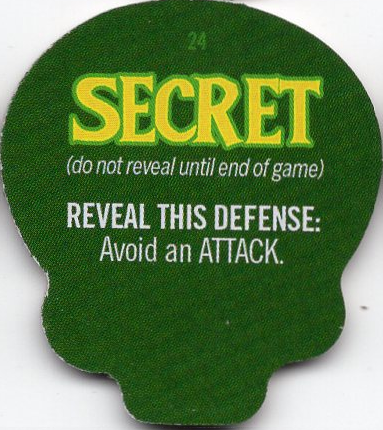 24
SECRET
(do not reveal until end of game)
REVEAL THIS DEFENSE:
Avoid an ATTACK.